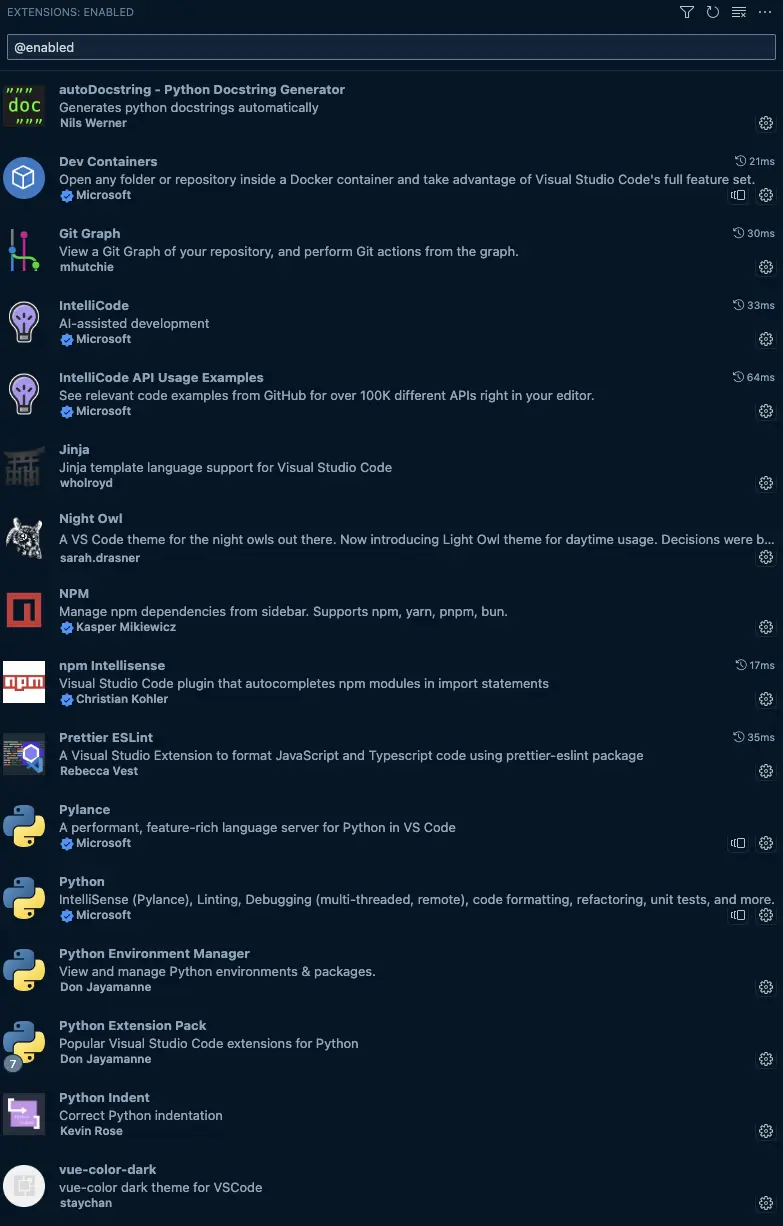 EXTENSIONS: ENABLED
@enabled
autoDocstring - Python Docstring Generator
Generates python docstrings automatically
Nils Werner
Dev Containers 21ms
Open any folder or repository inside a Docker container and take advantage of Visual Studio Code's full feature set.
Microsoft
Git Graph 30ms
View a Git Graph of your repository, and perform Git actions from the graph.
mhutchie
IntelliCode 33ms
AI-assisted development
Microsoft
IntelliCode API Usage Examples 64ms
See relevant code examples from GitHub for over 100K different APIs right in your editor.
Microsoft
Jinja
Jinja template language support for Visual Studio Code
wholroyd
Night Owl
A VS Code theme for the night owls out there. Now introducing Light Owl theme for daytime usage. Decisions were b...
sarah.drasner
NPM
Manage npm dependencies from sidebar. Supports npm, yarn, pnpm, bun.
Kasper Mikiewicz
npm Intellisense 17ms
Visual Studio Code plugin that autocompletes npm modules in import statements
Christian Kohler
Prettier ESLint 35ms
A Visual Studio Extension to format JavaScript and Typescript code using prettier-eslint package
Rebecca Vest
Pylance
A performant, feature-rich language server for Python in VS Code
Microsoft
Python
IntelliSense (Pylance), Linting, Debugging (multi-threaded, remote), code formatting, refactoring, unit tests, and more.
Microsoft
Python Environment Manager
View and manage Python environments & packages.
Don Jayamanne
Python Extension Pack
Popular Visual Studio Code extensions for Python
7 Don Jayamanne
Python Indent
Correct Python indentation
Kevin Rose
vue-color-dark
vue-color dark theme for VSCode
staychan
""" doc """
npm